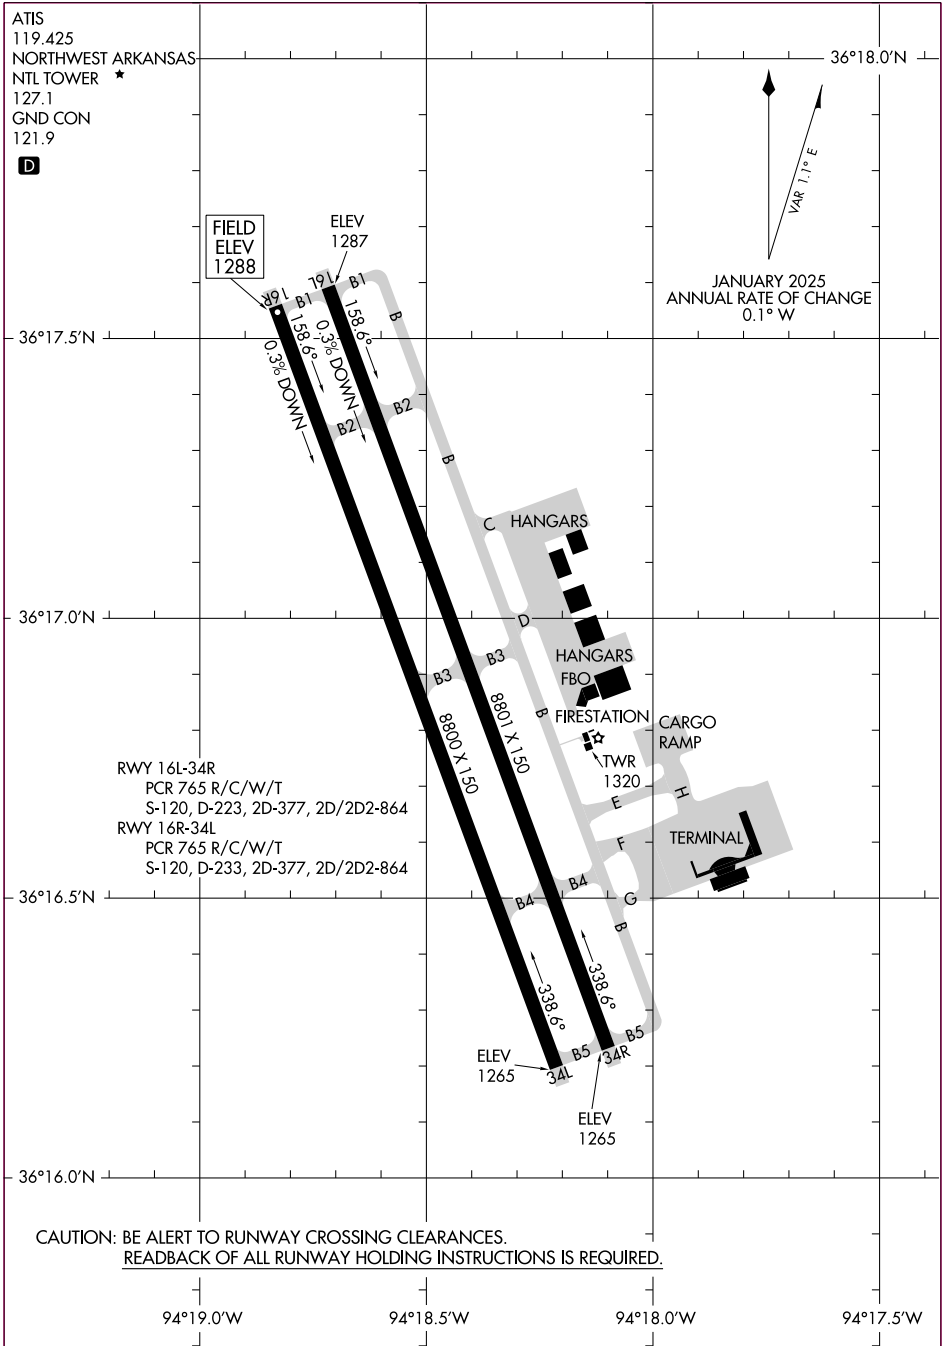 ATIS
119.425
NORTHWEST ARKANSAS
NTL TOWER ★
127.1
GND CON
121.9
D
36°18.0'N
VAR 1.1° E
JANUARY 2025
ANNUAL RATE OF CHANGE
0.1° W
FIELD
ELEV
1288
ELEV
1287
16R
B1
16L
B1
B
158.6°
0.3% DOWN
158.6°
0.3% DOWN
36°17.5'N
B2
B2
B
C
HANGARS
36°17.0'N
D
HANGARS
FBO
B3
B3
B
FIRESTATION
CARGO
RAMP
TWR
1320
8800 X 150
8801 X 150
E
H
F
TERMINAL
RWY 16L-34R
PCR 765 R/C/W/T
S-120, D-223, 2D-377, 2D/2D2-864
RWY 16R-34L
PCR 765 R/C/W/T
S-120, D-233, 2D-377, 2D/2D2-864
36°16.5'N
B4
B4
G
B
338.6°
338.6°
B5
B5
34L
34R
ELEV
1265
ELEV
1265
36°16.0'N
CAUTION: BE ALERT TO RUNWAY CROSSING CLEARANCES.
READBACK OF ALL RUNWAY HOLDING INSTRUCTIONS IS REQUIRED.
94°19.0'W
94°18.5'W
94°18.0'W
94°17.5'W